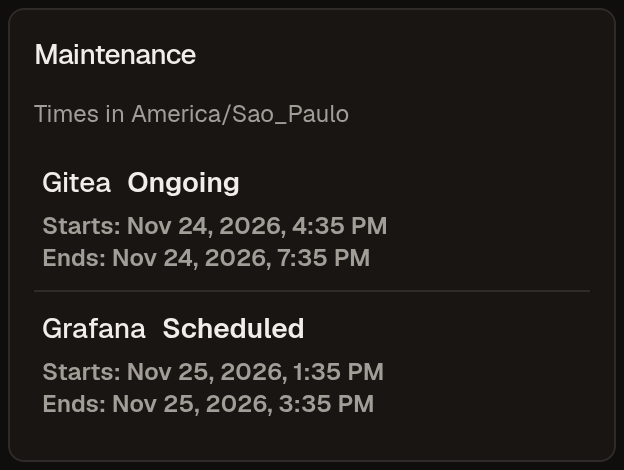 Maintenance
Times in America/Sao_Paulo
Gitea Ongoing
Starts: Nov 24, 2026, 4:35 PM
Ends: Nov 24, 2026, 7:35 PM
Grafana Scheduled
Starts: Nov 25, 2026, 1:35 PM
Ends: Nov 25, 2026, 3:35 PM